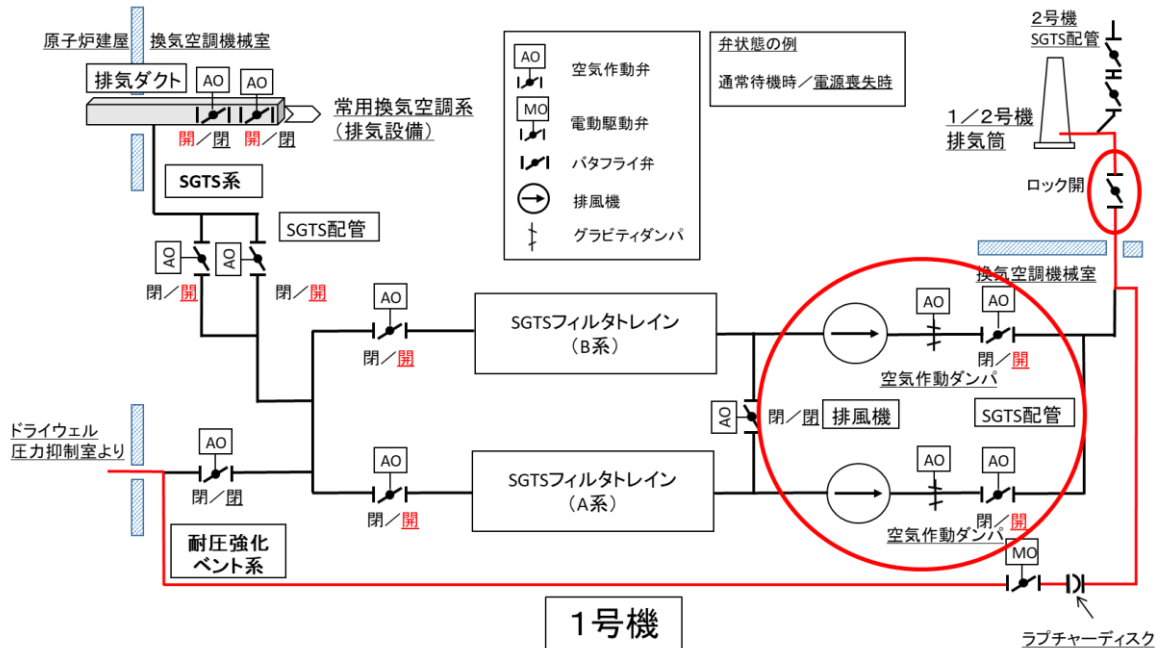 原子炉建屋
換気空調機械室
排気ダクト
AO
AO
開／閉
開／閉
常用換気空調系
（排気設備）
AO
空気作動弁
MO
電動駆動弁
バタフライ弁
排風機
グラビティダンパ
弁状態の例
通常待機時／電源喪失時
2号機
SGTS配管
1／2号機
排気筒
ロック開
SGTS系
SGTS配管
AO
AO
閉／開
閉／開
換気空調機械室
AO
閉／開
SGTSフィルタトレイン
（B系）
AO
AO
閉／開
空気作動ダンパ
AO
閉／閉
排風機
SGTS配管
ドライウェル
圧力抑制室より
AO
閉／閉
AO
閉／開
SGTSフィルタトレイン
（A系）
AO
AO
閉／開
空気作動ダンパ
耐圧強化
ベント系
MO
1号機
ラプチャーディスク